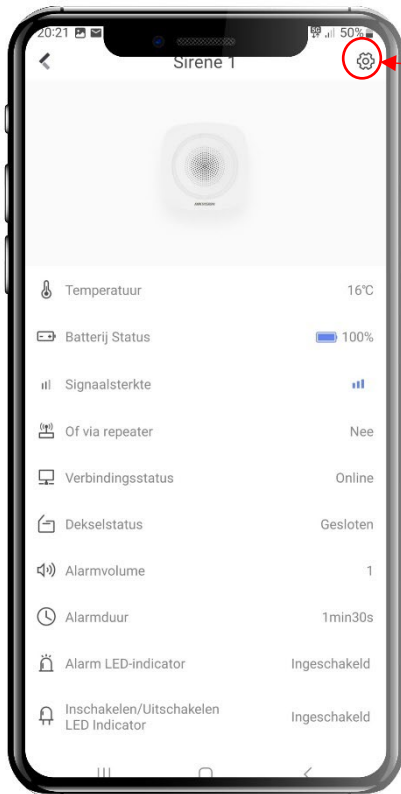 20:21 50%
Sirene 1
HIKVISION
Temperatuur 16°C
Batterij Status 100%
Signaalsterkte
Of via repeater Nee
Verbindingsstatus Online
Dekselstatus Gesloten
Alarmvolume 1
Alarmduur 1min30s
Alarm LED-indicator Ingeschakeld
Inschakelen/Uitschakelen
LED Indicator Ingeschakeld